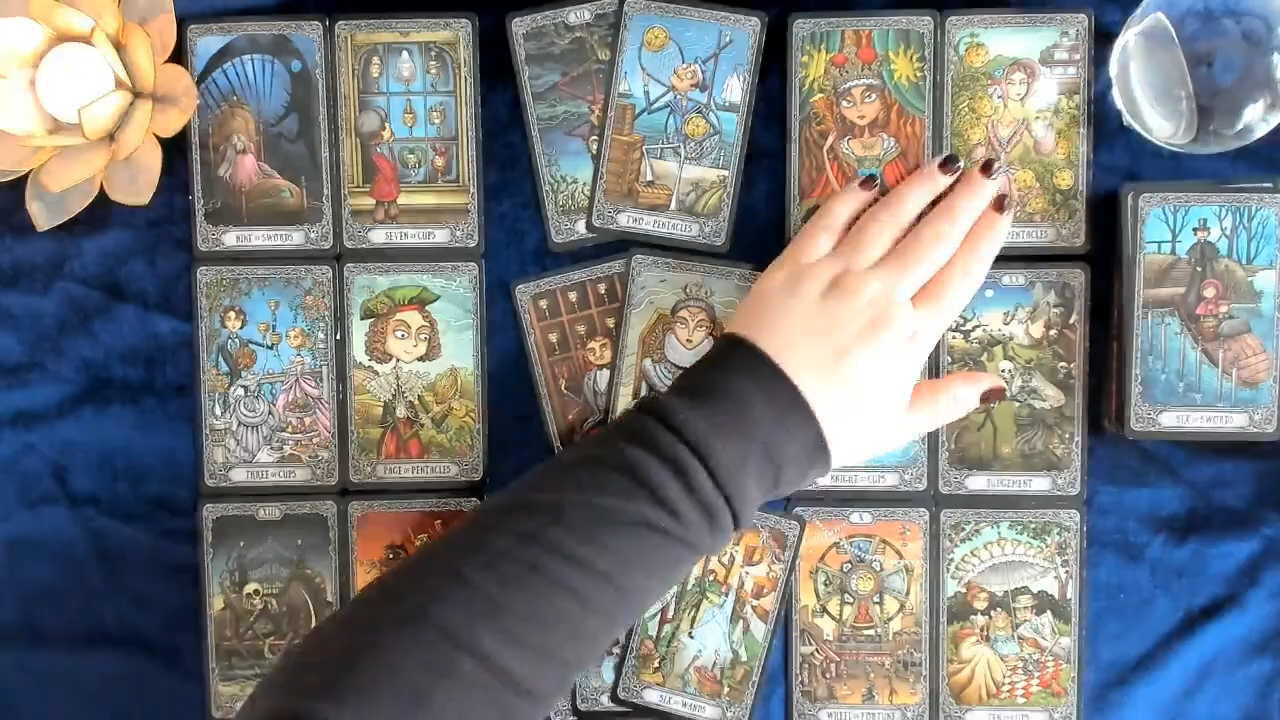 NINE OF SWORDS
SEVEN OF CUPS
XII
TWO OF PENTACLES
PENTACLES
THREE OF CUPS
PAGE OF PENTACLES
KNIGHT OF CUPS
XX
JUDGEMENT
SIX OF SWORDS
XIII
SIX OF WANDS
X
WHEEL OF FORTUNE
TEN OF CUPS